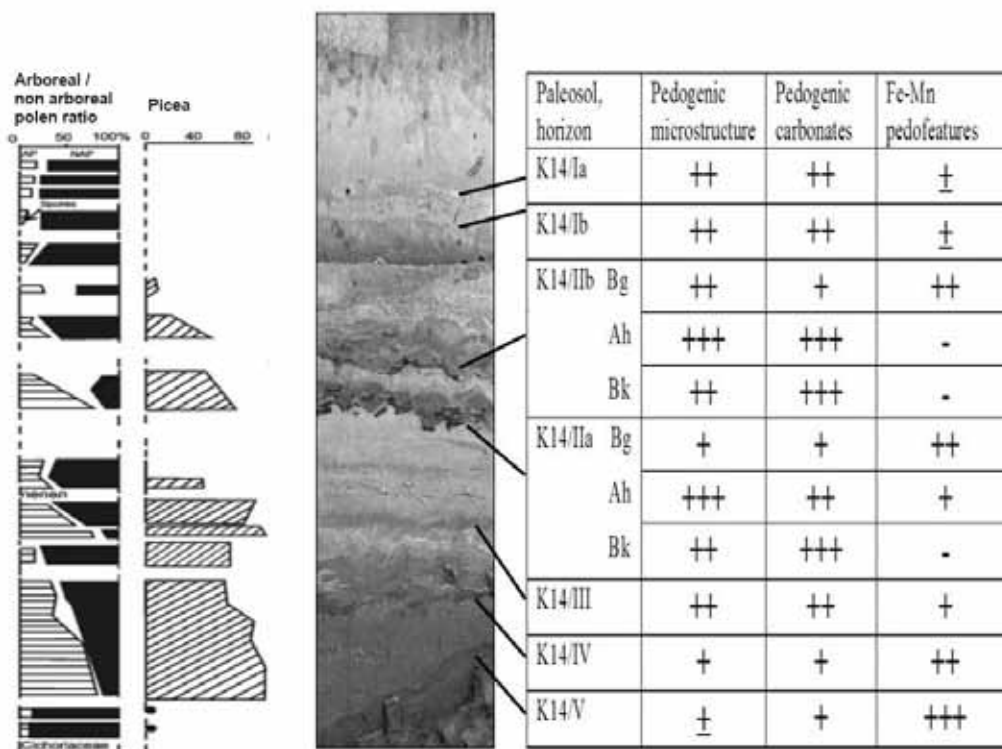 Arboreal /
non arboreal
polen ratio
Picea
0 50 100%
0 40 80
AP NAP
Spores
Cichoriaceae
Paleosol, horizon Pedogenic microstructure Pedogenic carbonates Fe-Mn pedofeatures
K14/Ia ++ ++ ±
K14/Ib ++ ++ ±
K14/IIb Bg ++ + ++
Ah +++ +++ -
Bk ++ +++ -
K14/IIa Bg + + ++
Ah +++ ++ +
Bk ++ +++ -
K14/III ++ ++ +
K14/IV + + ++
K14/V ± + +++